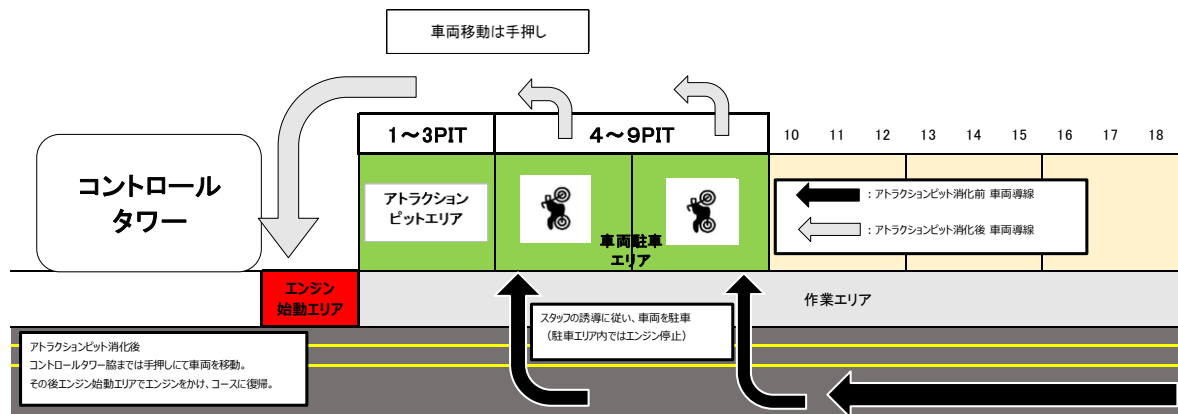 車両移動は手押し
1～3PIT
4～9PIT
10 11 12 13 14 15 16 17 18
コントロール
タワー
アトラクション
ピットエリア
車両駐車
エリア
：アトラクションピット消化前 車両導線
：アトラクションピット消化後 車両導線
エンジン
始動エリア
作業エリア
スタッフの誘導に従い、車両を駐車
（駐車エリア内ではエンジン停止）
アトラクションピット消化後
コントロールタワー脇までは手押しにて車両を移動。
その後エンジン始動エリアでエンジンをかけ、コースに復帰。